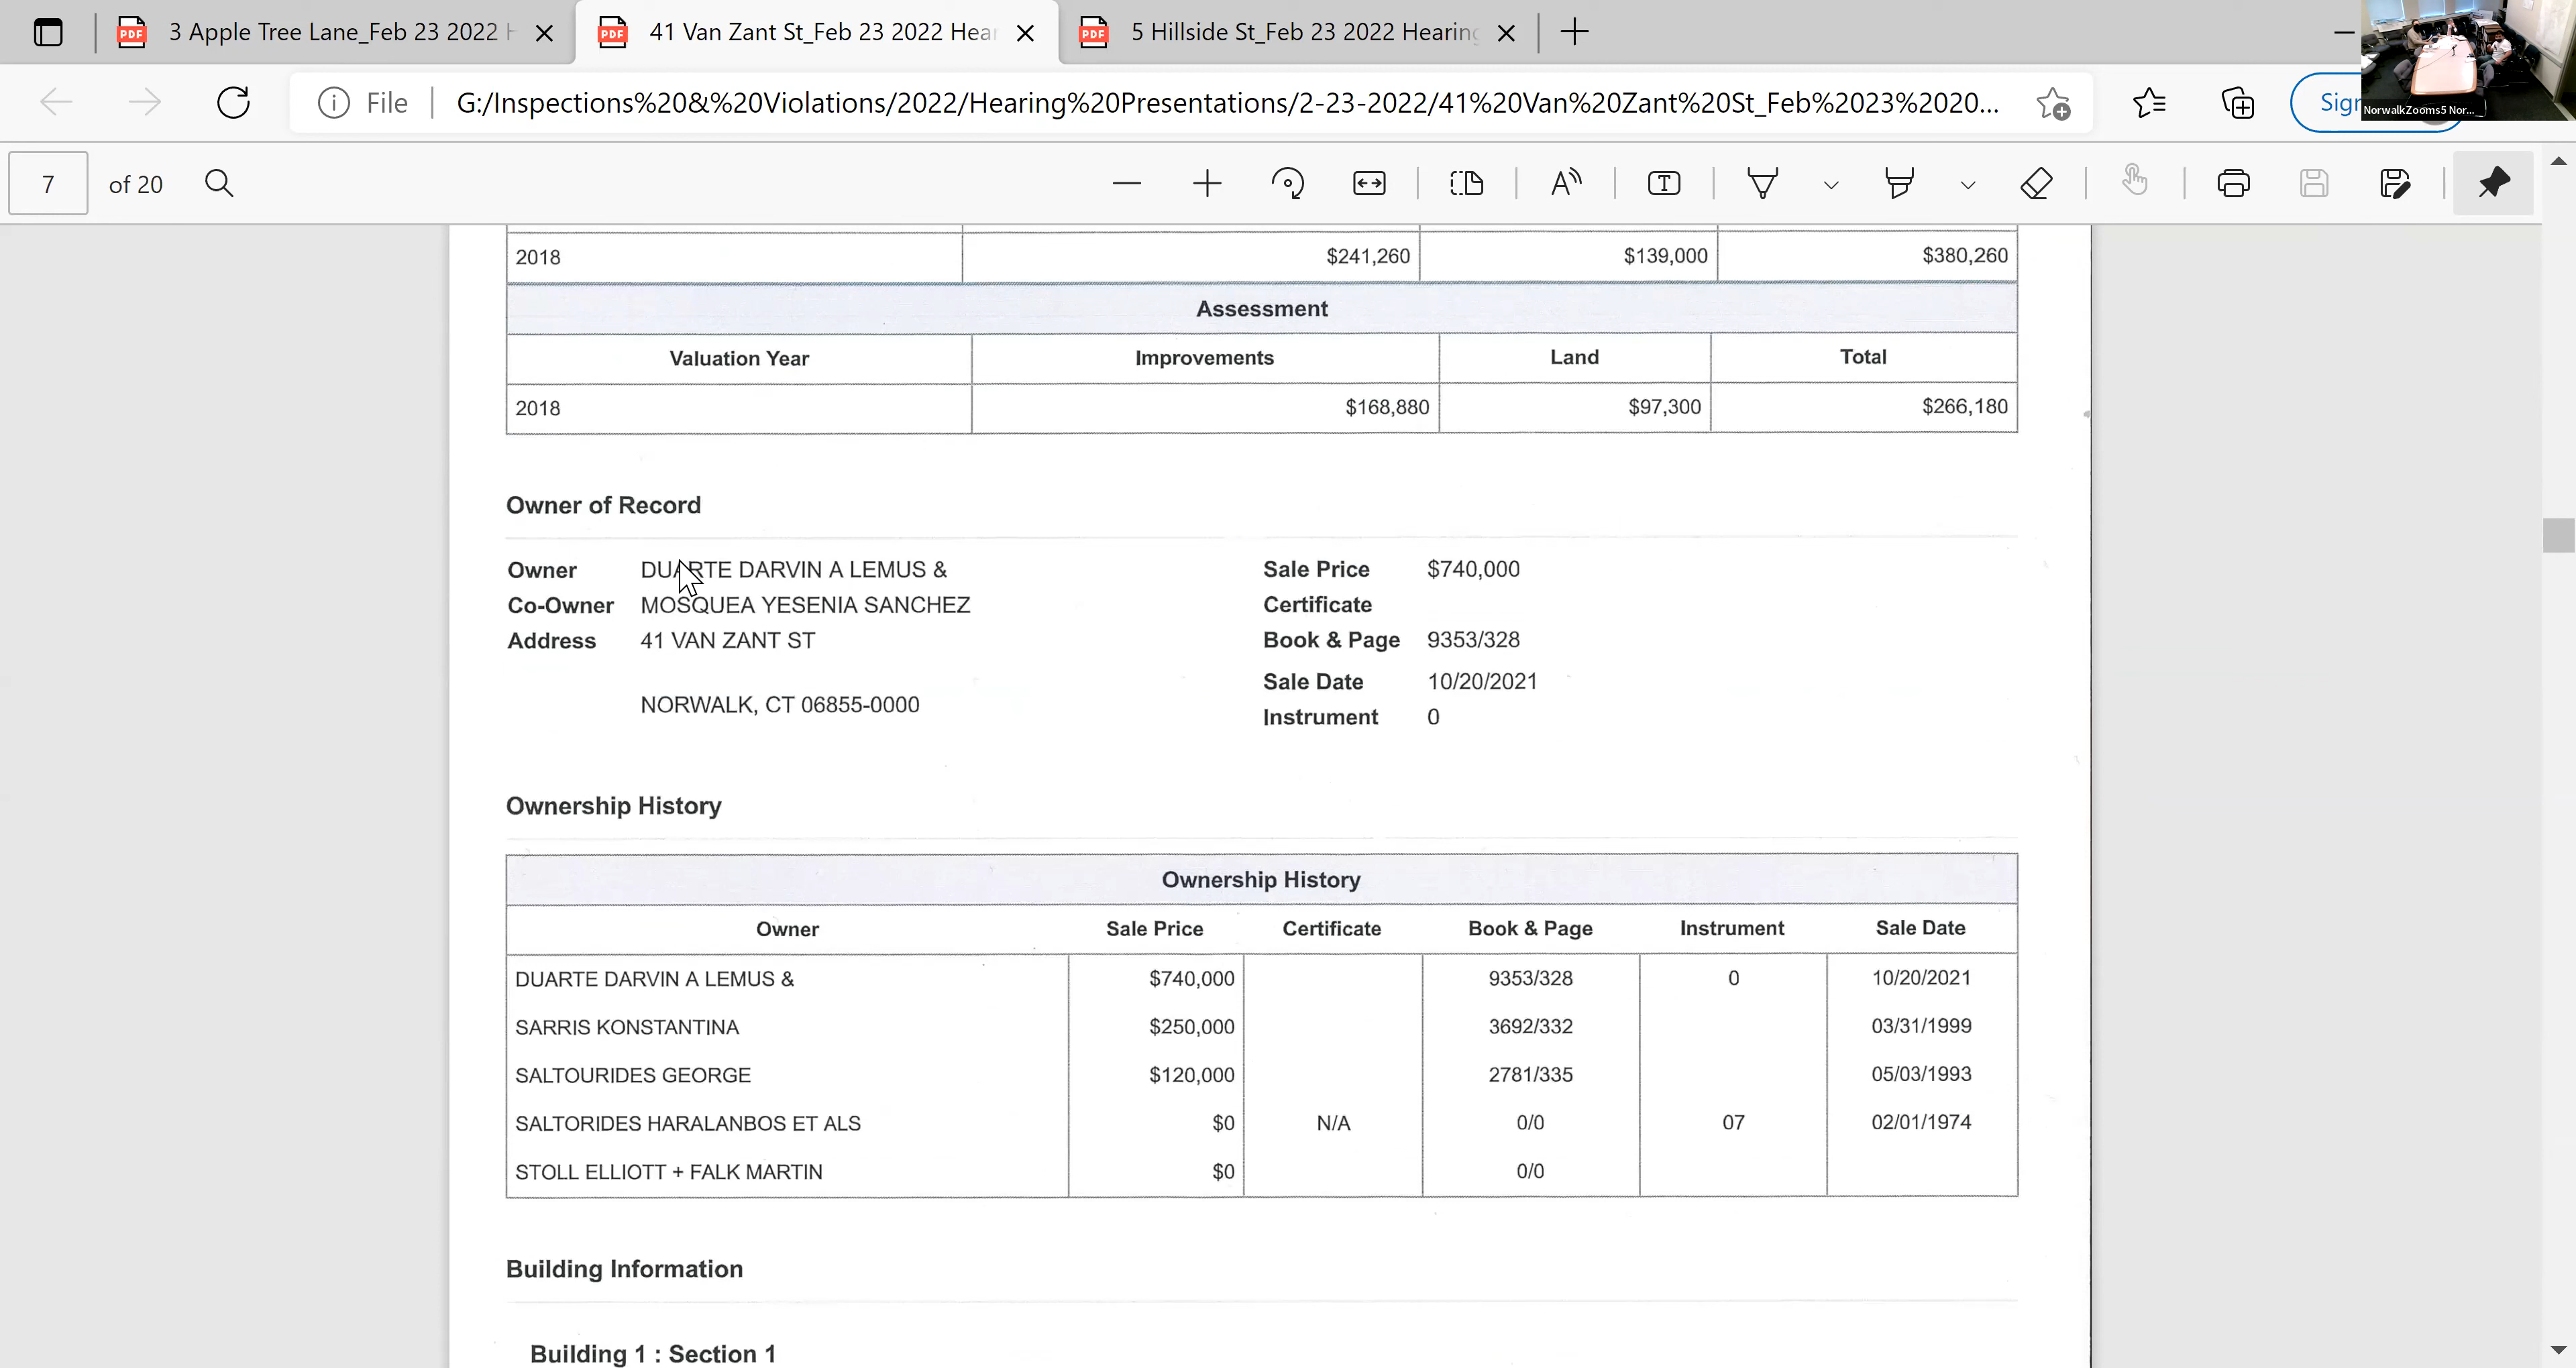 3 Apple Tree Lane_Feb 23 2022 H
41 Van Zant St_Feb 23 2022 Hear
5 Hillside St_Feb 23 2022 Hearing
File
G:/Inspections%20&%20Violations/2022/Hearing%20Presentations/2-23-2022/41%20Van%20Zant%20St_Feb%2023%2020...
Sign
NorwalkZooms5 Nor...
7 of 20
2018 $241,260 $139,000 $380,260
Assessment
Valuation Year Improvements Land Total
2018 $168,880 $97,300 $266,180
Owner of Record
Owner DUARTE DARVIN A LEMUS & Sale Price $740,000
Co-Owner MOSQUEA YESENIA SANCHEZ Certificate
Address 41 VAN ZANT ST Book & Page 9353/328
Sale Date 10/20/2021
NORWALK, CT 06855-0000 Instrument 0
Ownership History
Ownership History
Owner Sale Price Certificate Book & Page Instrument Sale Date
DUARTE DARVIN A LEMUS & $740,000 9353/328 0 10/20/2021
SARRIS KONSTANTINA $250,000 3692/332 03/31/1999
SALTOURIDES GEORGE $120,000 2781/335 05/03/1993
SALTORIDES HARALANBOS ET ALS $0 N/A 0/0 07 02/01/1974
STOLL ELLIOTT + FALK MARTIN $0 0/0
Building Information
Building 1 : Section 1